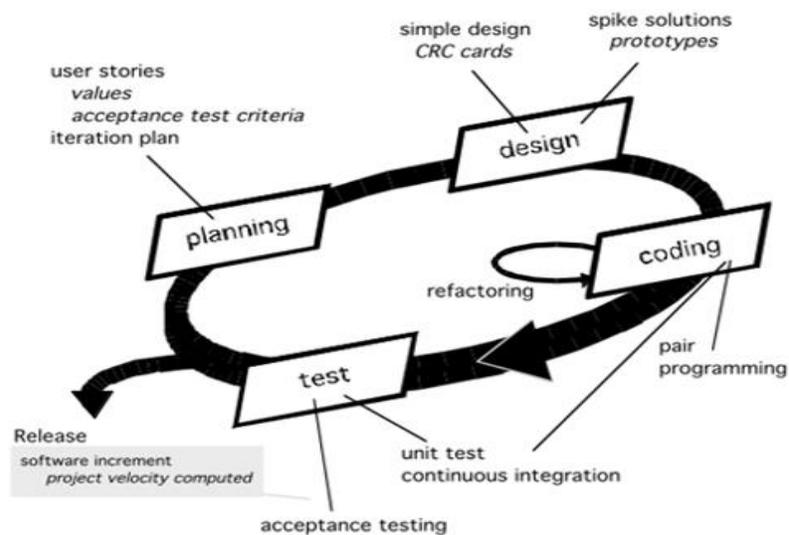 simple design
CRC cards
spike solutions
prototypes
user stories
values
acceptance test criteria
iteration plan
design
planning
coding
refactoring
test
pair
programming
Release
software increment
project velocity computed
unit test
continuous integration
acceptance testing